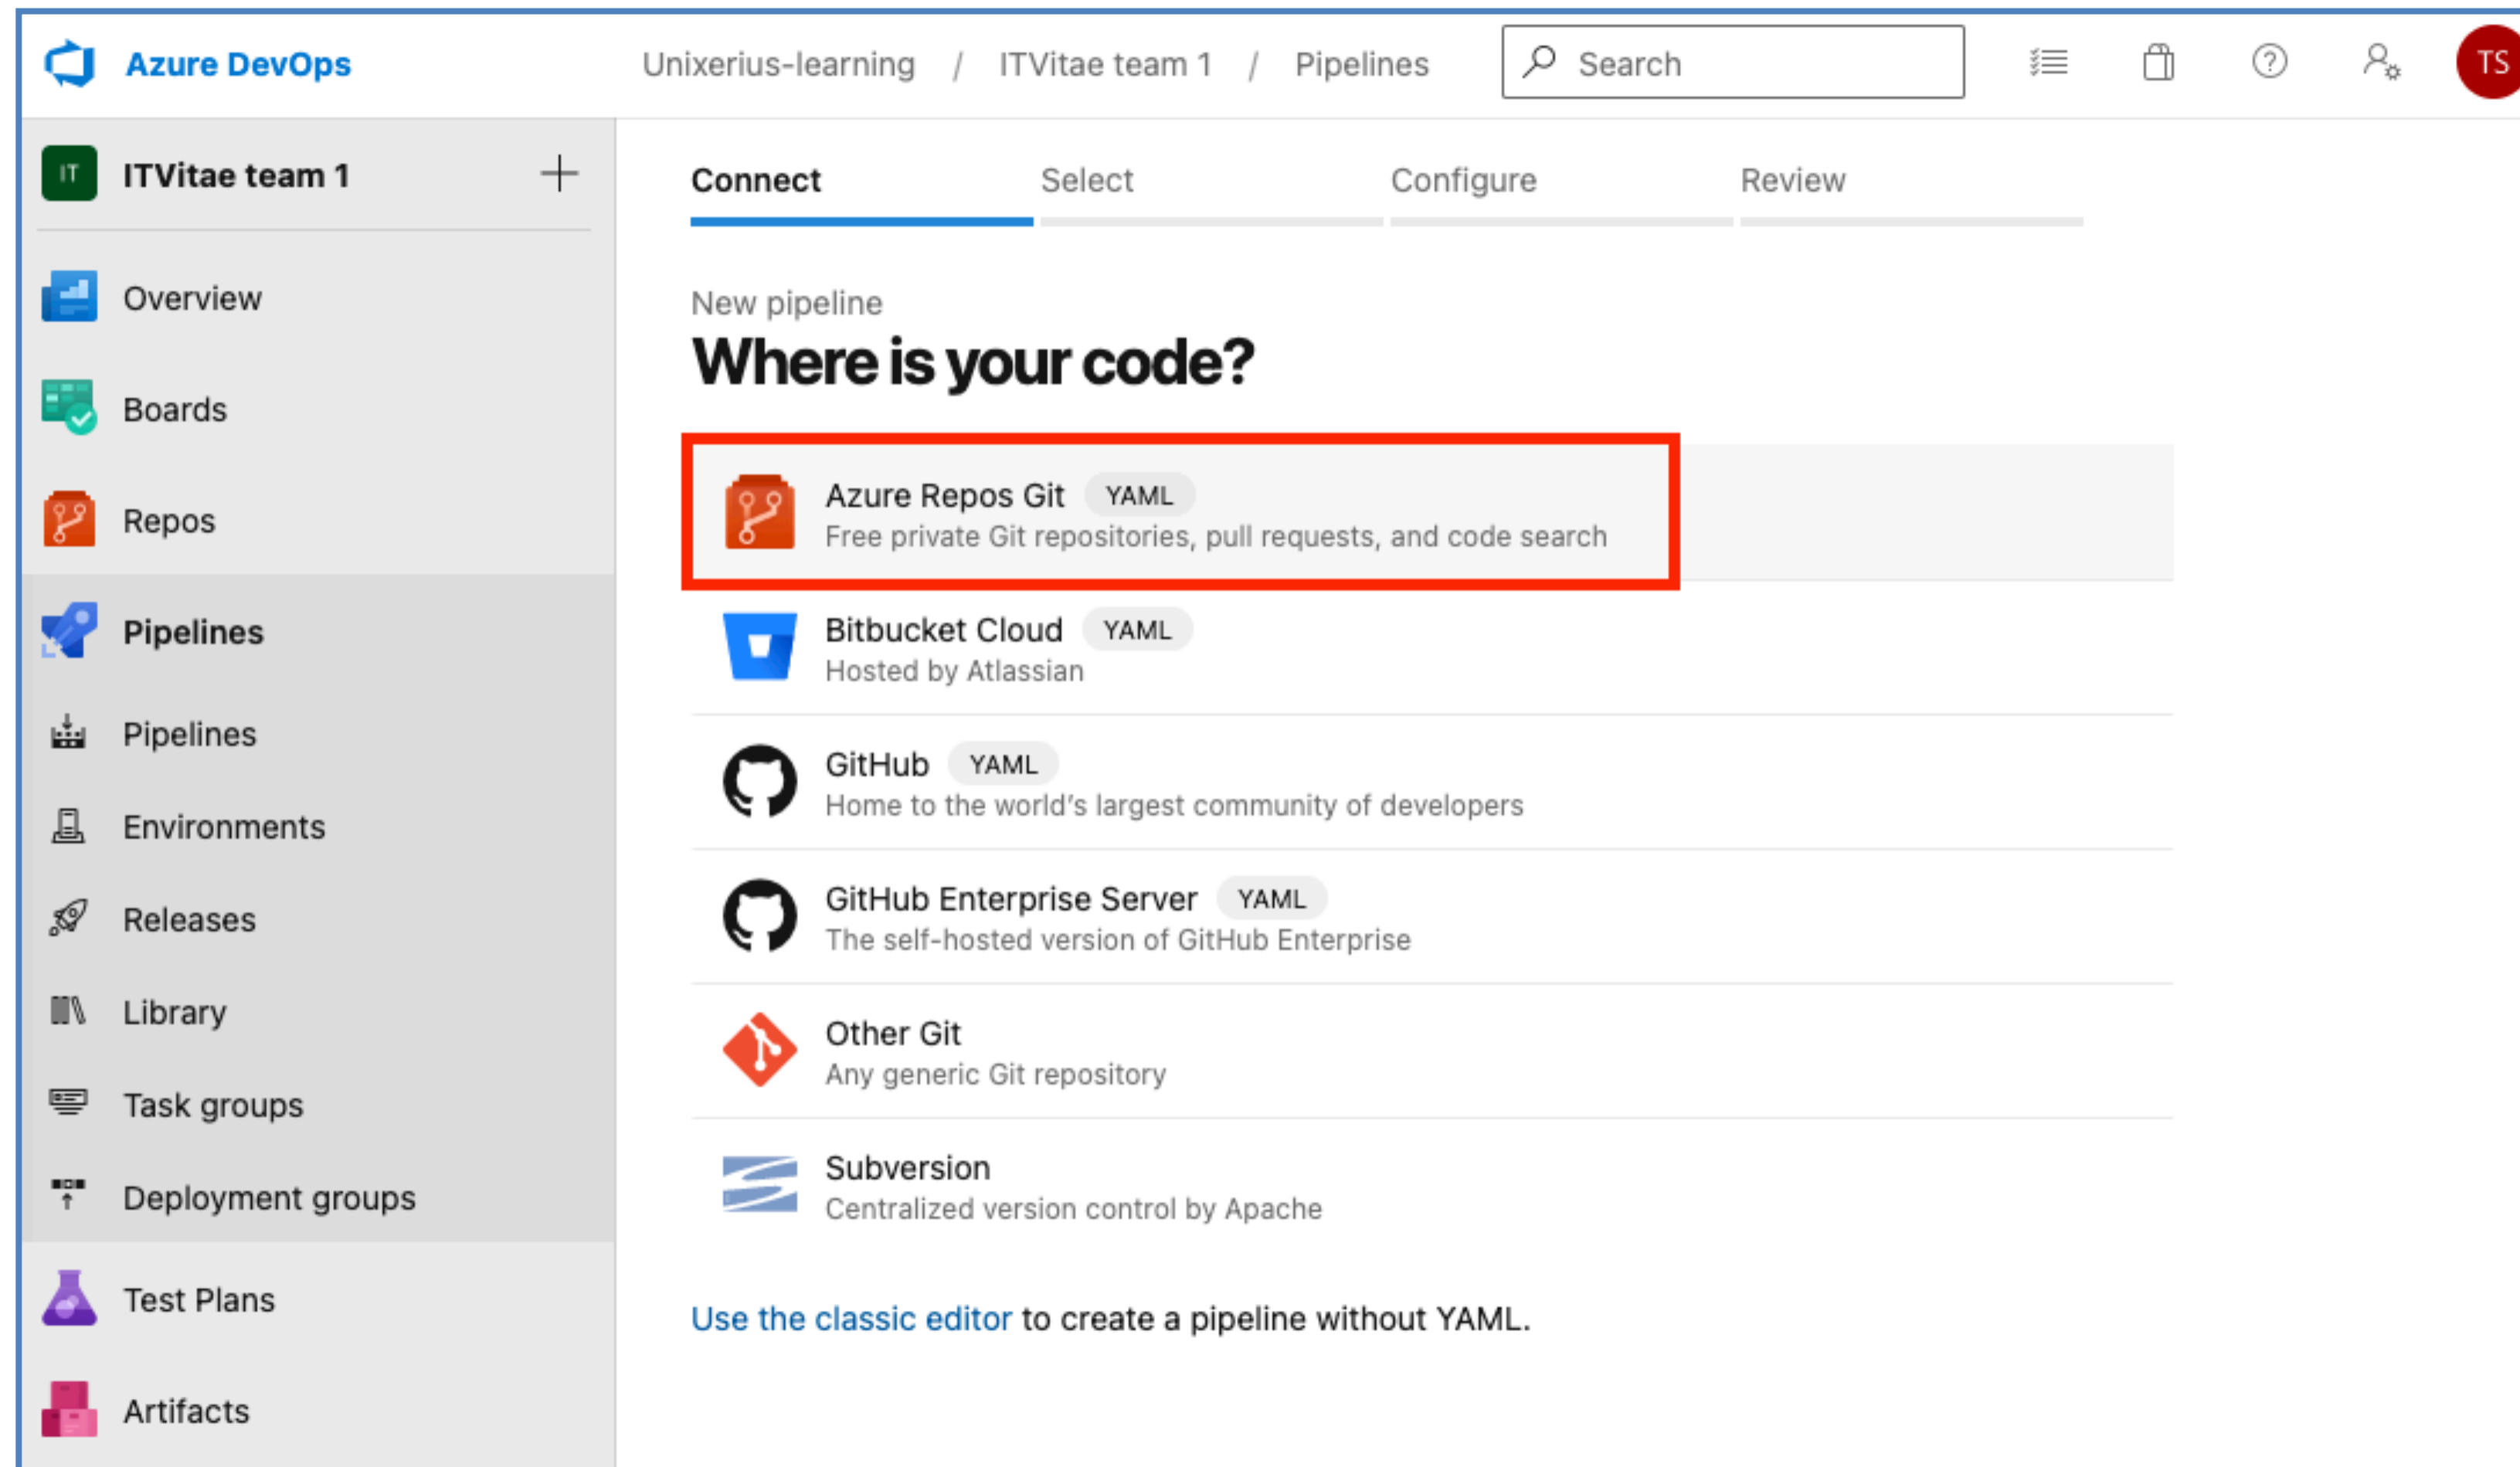 Azure DevOps
Unixerius-learning / ITVitae team 1 / Pipelines
Search
TS
IT
ITVitae team 1
Overview
Boards
Repos
Pipelines
Pipelines
Environments
Releases
Library
Task groups
Deployment groups
Test Plans
Artifacts
Connect
Select
Configure
Review
New pipeline
Where is your code?
Azure Repos Git YAML
Free private Git repositories, pull requests, and code search
Bitbucket Cloud YAML
Hosted by Atlassian
GitHub YAML
Home to the world's largest community of developers
GitHub Enterprise Server YAML
The self-hosted version of GitHub Enterprise
Other Git
Any generic Git repository
Subversion
Centralized version control by Apache
Use the classic editor to create a pipeline without YAML.